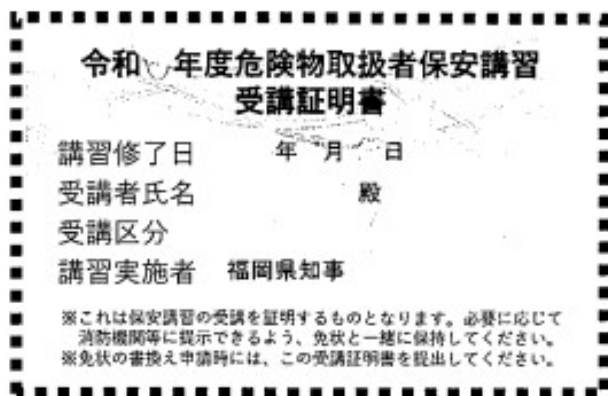 令和 年度危険物取扱者保安講習
受講証明書
講習修了日 年 月 日
受講者氏名 殿
受講区分
講習実施者 福岡県知事
※これは保安講習の受講を証明するものとなります。必要に応じて
消防機関等に提示できるよう、免状と一緒に保持してください。
※免状の書換え申請時には、この受講証明書を提出してください。